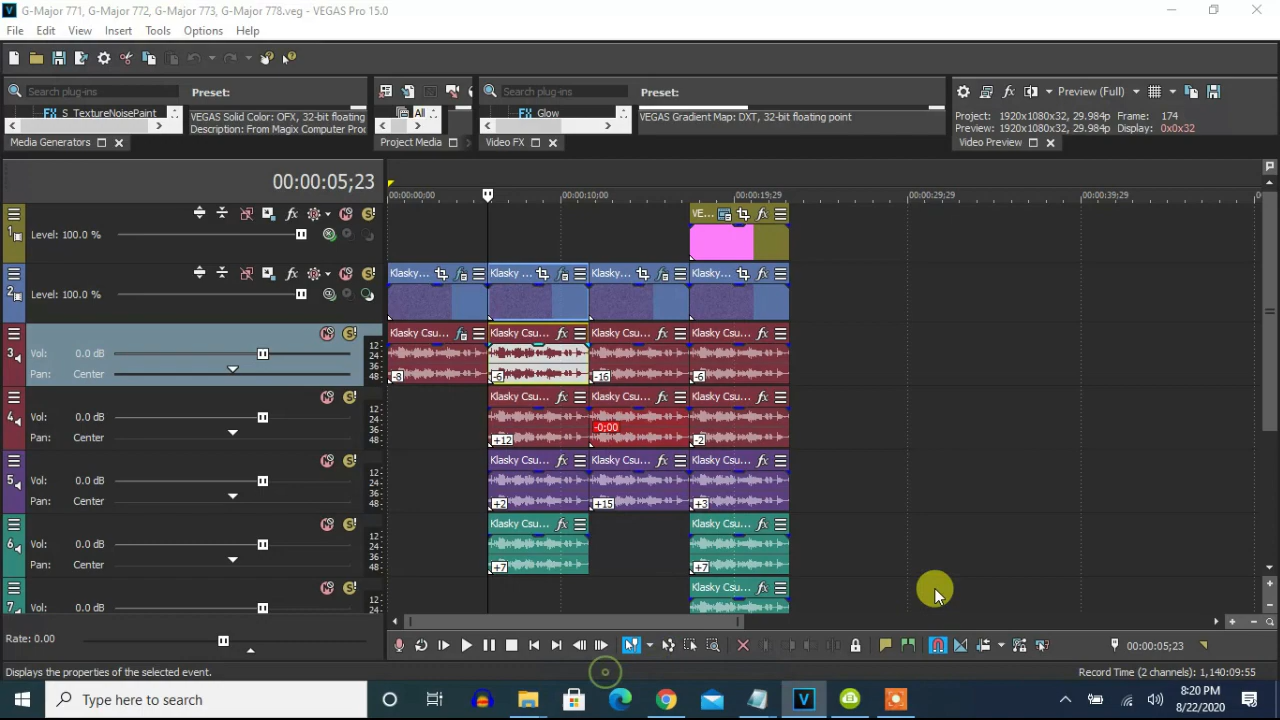 G-Major 771, G-Major 772, G-Major 773, G-Major 778.veg - VEGAS Pro 15.0
File Edit View Insert Tools Options Help
Search plug-ins Preset: Search plug-ins Preset: Preview (Full)
S_TextureNoisePaint VEGAS Solid Color: OFX, 32-bit floating All Glow VEGAS Gradient Map: DXT, 32-bit floating point Project: 1920x1080x32, 29.984p Frame: 174
Description: From Magix Computer Pro Preview: 1920x1080x32, 29.984p Display: 0x0x32
Media Generators Project Media Video FX Video Preview
00:00:05;23 00:00:00;00 00:00:10;00 00:00:19;29 00:00:29;29 00:00:39;29
1 Level: 100.0 % VE...
2 Level: 100.0 % Klasky... Klasky ... Klasky... Klasky ...
3 Klasky Csu... Klasky Csu... Klasky Csu... Klasky Csu...
Vol: 0.0 dB 12 24 36 48
Pan: Center -8 -6 -16 -6
4 Klasky Csu... Klasky Csu... Klasky Csu...
Vol: 0.0 dB 12 24 36 48 -0;00
Pan: Center +12 -2
5 Klasky Csu... Klasky Csu... Klasky Csu...
Vol: 0.0 dB 12 24 36 48
Pan: Center +2 +15 +3
6 Klasky Csu... Klasky Csu...
Vol: 0.0 dB 12 24 36 48
Pan: Center +7 +7
7 Klasky Csu...
Vol: 0.0 dB 12 24
Rate: 0.00 00:00:05;23
Displays the properties of the selected event. Record Time (2 channels): 1,140:09:55
Type here to search 8:20 PM
8/22/2020